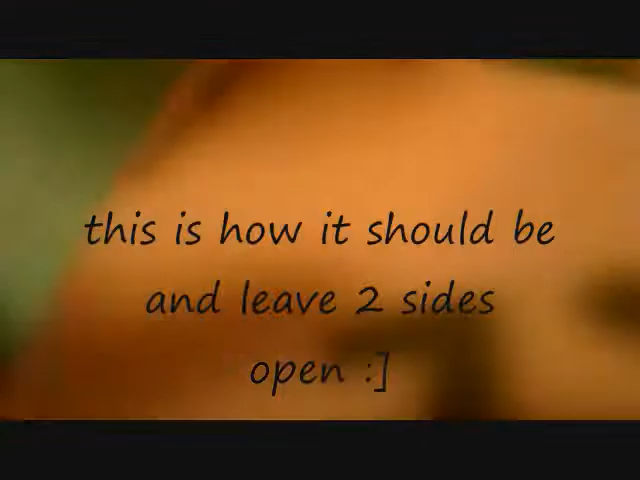 this is how it should be
and leave 2 sides
open :]